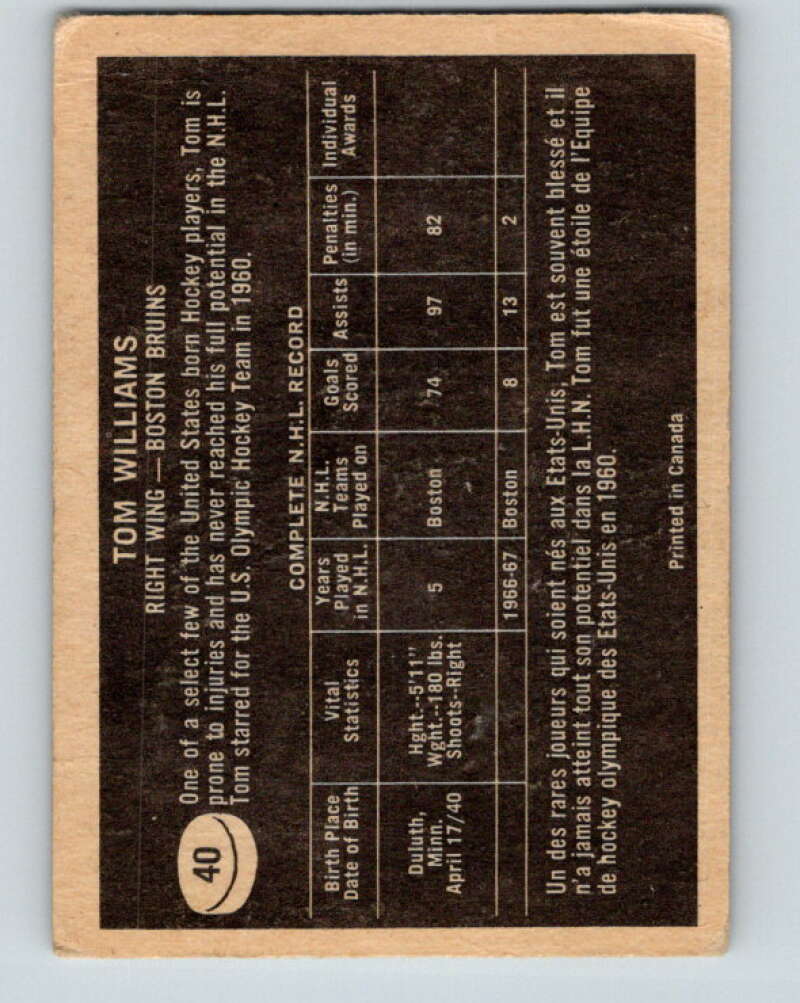 TOM WILLIAMS
RIGHT WING — BOSTON BRUINS
40
One of a select few of the United States born Hockey players, Tom is
prone to injuries and has never reached his full potential in the N.H.L.
Tom starred for the U.S. Olympic Hockey Team in 1960.
COMPLETE N.H.L. RECORD
Birth Place Date of Birth | Vital Statistics | Years Played in N.H.L. | N.H.L. Teams Played on | Goals Scored | Assists | Penalties (in min.) | Individual Awards
Duluth, Minn. April 17/40 | Hght.--5'11" Wght.--180 lbs. Shoots--Right | 5 | Boston | 74 | 97 | 82
1966-67 | Boston | 8 | 13 | 2
Un des rares joueurs qui soient nés aux Etats-Unis, Tom est souvent blessé et il
n'a jamais atteint tout son potentiel dans la L.H.N. Tom fut une étoile de l'Equipe
de hockey olympique des Etats-Unis en 1960.
Printed in Canada